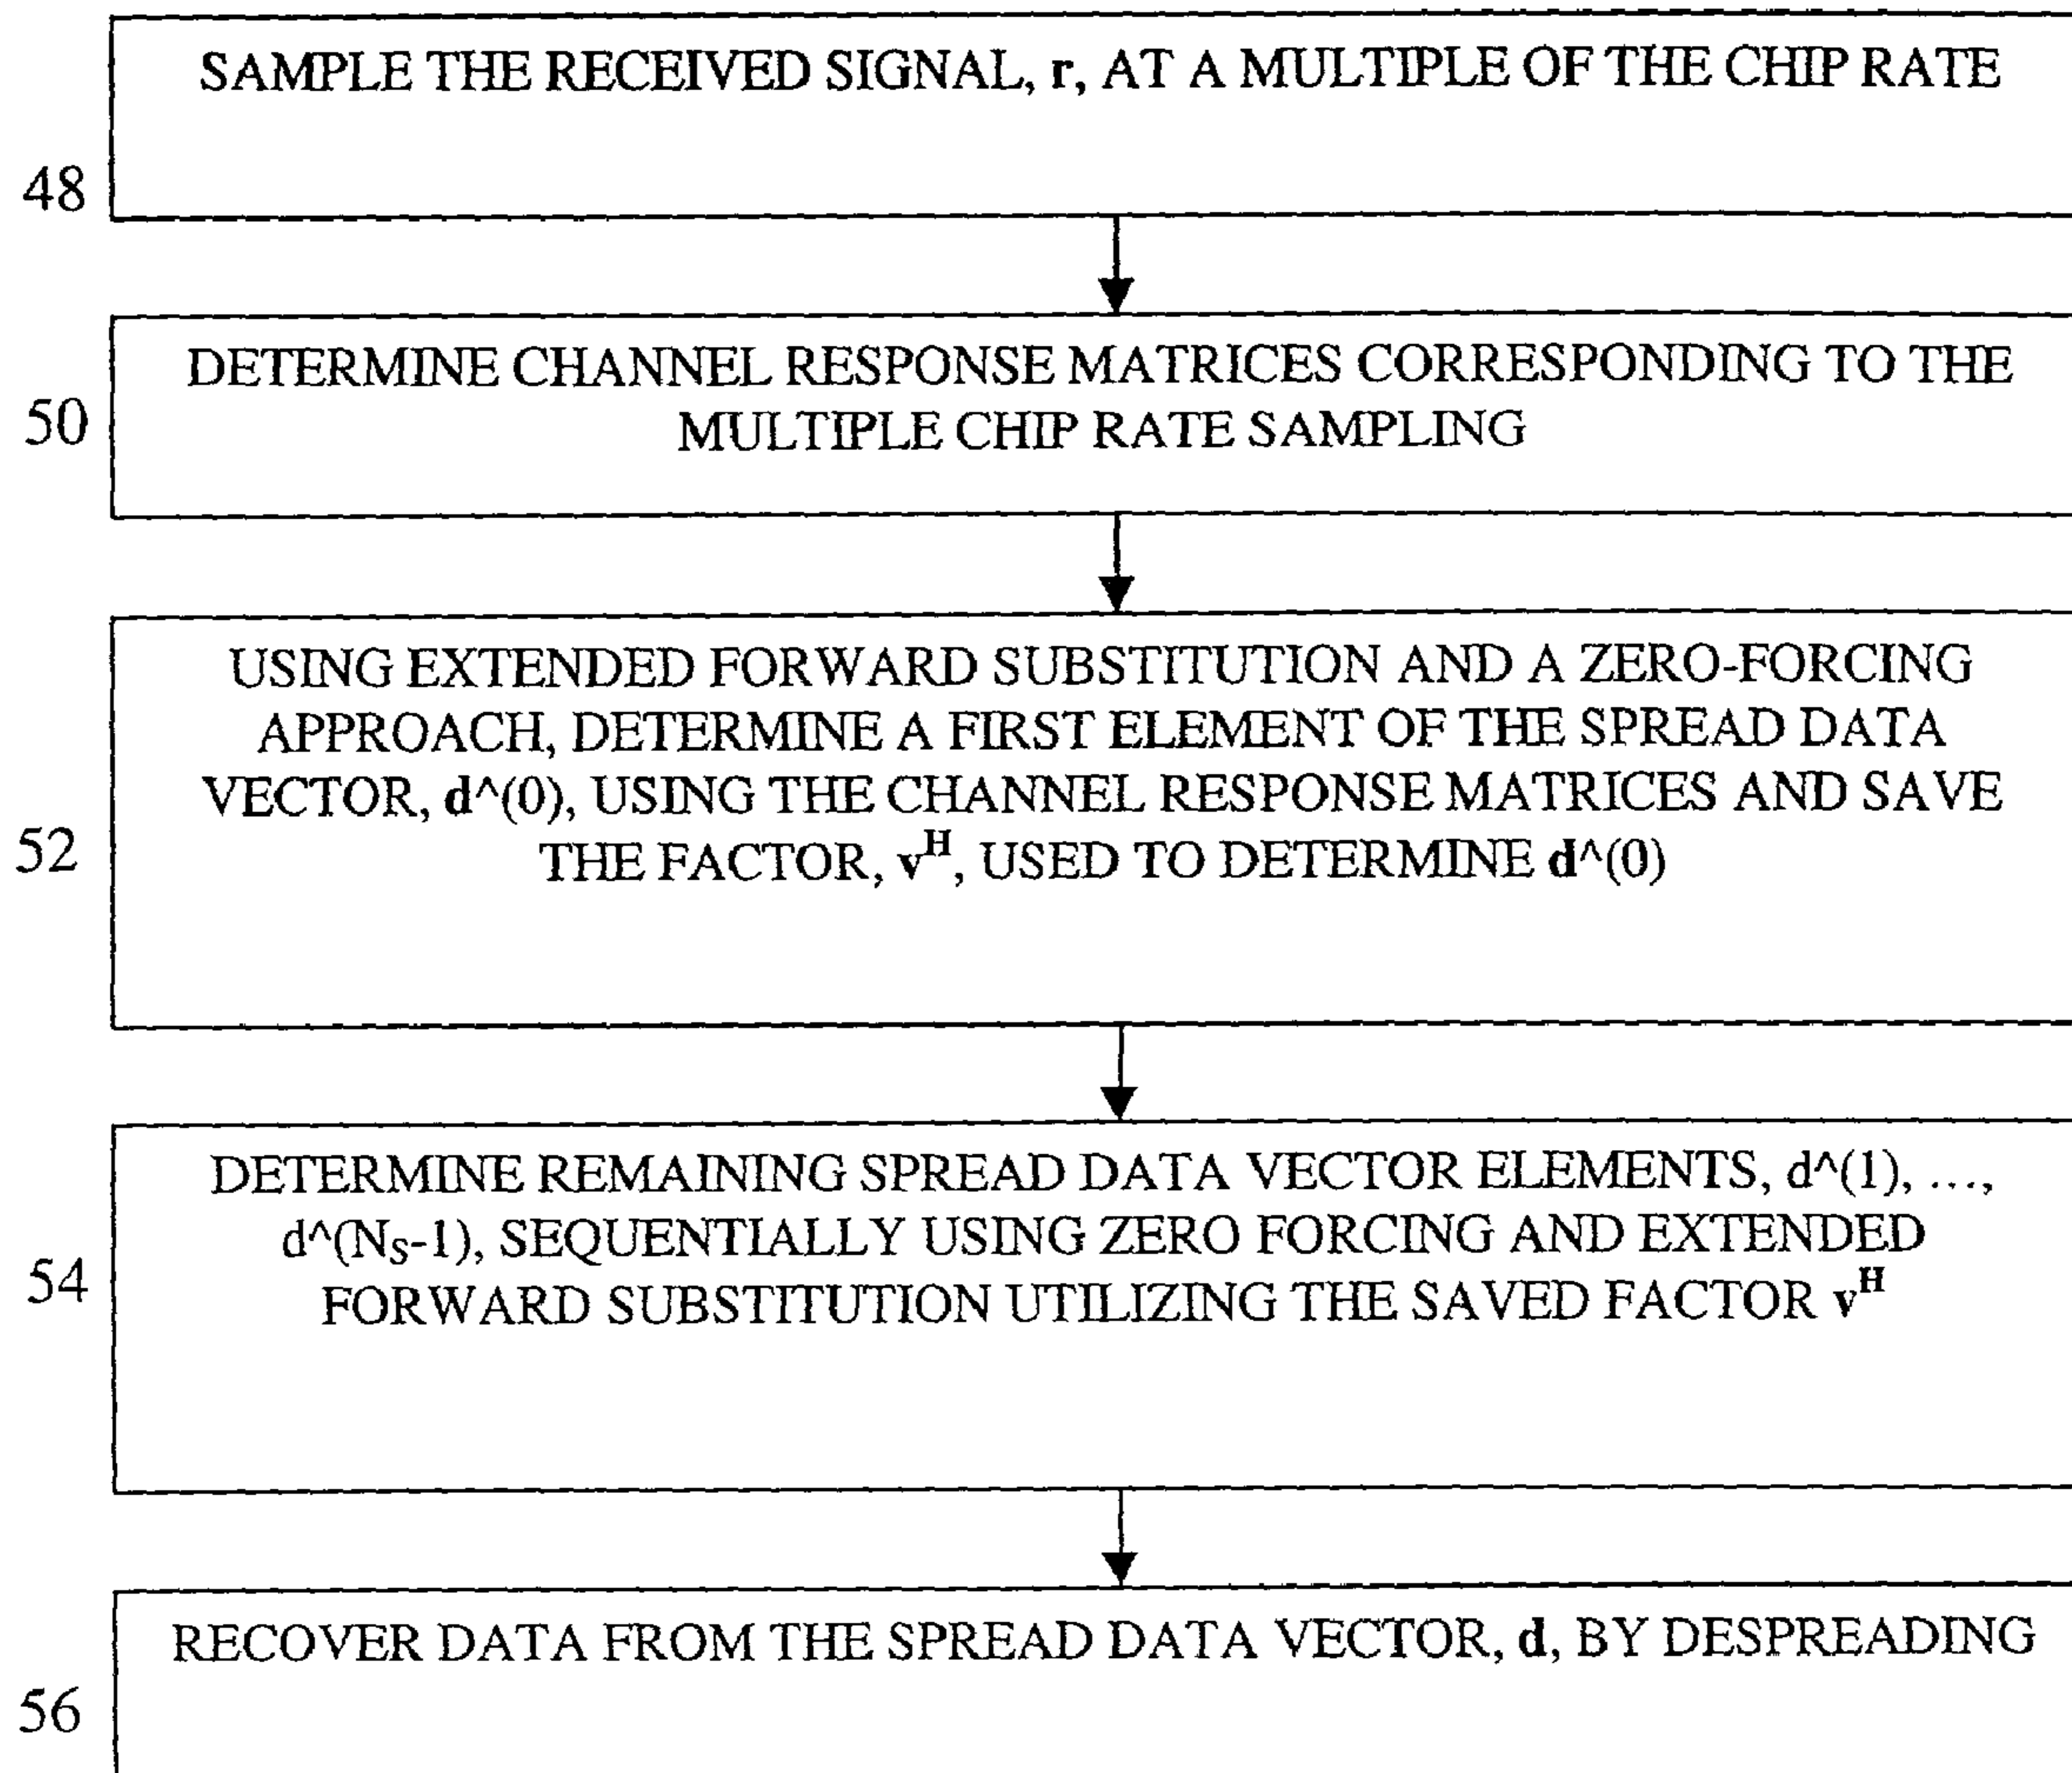 SAMPLE THE RECEIVED SIGNAL, r, AT A MULTIPLE OF THE CHIP RATE
48
DETERMINE CHANNEL RESPONSE MATRICES CORRESPONDING TO THE
MULTIPLE CHIP RATE SAMPLING
50
USING EXTENDED FORWARD SUBSTITUTION AND A ZERO-FORCING
APPROACH, DETERMINE A FIRST ELEMENT OF THE SPREAD DATA
VECTOR, d^(0), USING THE CHANNEL RESPONSE MATRICES AND SAVE
THE FACTOR, v^H, USED TO DETERMINE d^(0)
52
DETERMINE REMAINING SPREAD DATA VECTOR ELEMENTS, d^(1), ...,
d^(N_S-1), SEQUENTIALLY USING ZERO FORCING AND EXTENDED
FORWARD SUBSTITUTION UTILIZING THE SAVED FACTOR v^H
54
RECOVER DATA FROM THE SPREAD DATA VECTOR, d, BY DESPREADING
56